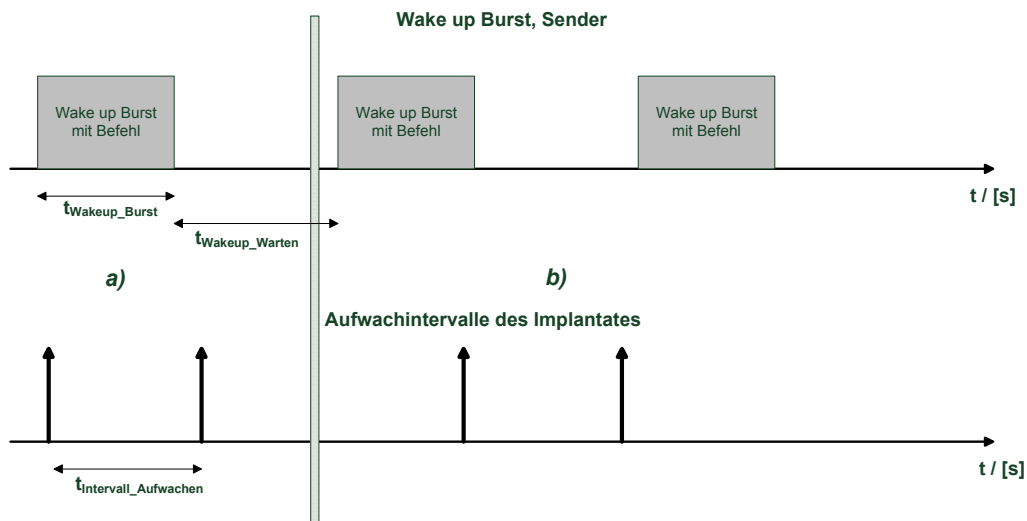 Wake up Burst, Sender
Wake up Burst
mit Befehl
Wake up Burst
mit Befehl
Wake up Burst
mit Befehl
t / [s]
tWakeup_Burst
tWakeup_Warten
a)
b)
Aufwachintervalle des Implantates
t / [s]
tIntervall_Aufwachen